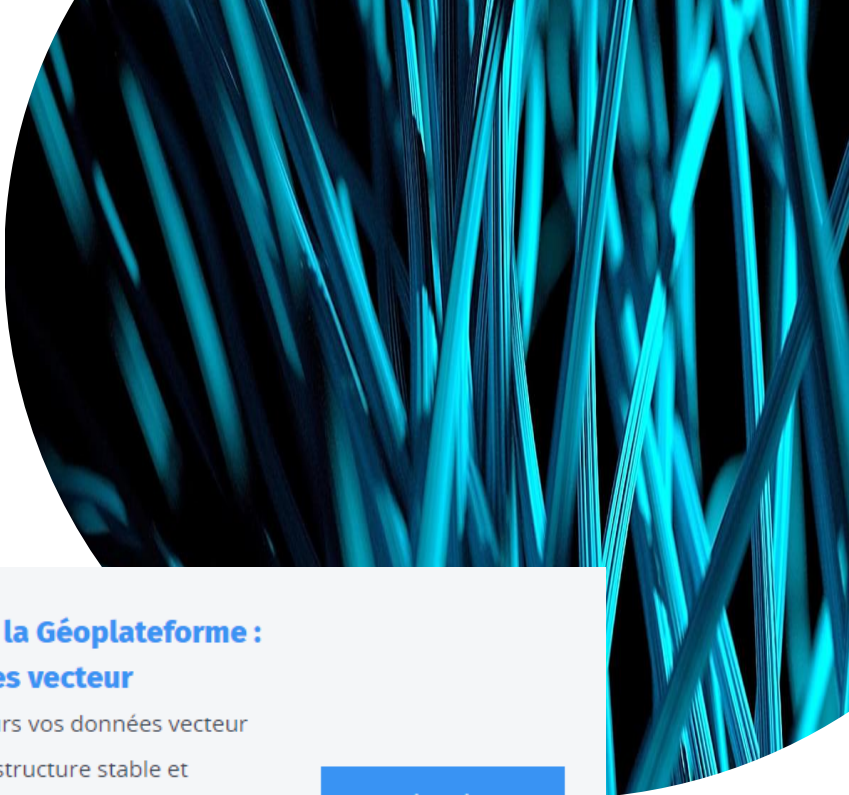 la Géoplateforme :
es vecteur
rs vos données vecteur
structure stable et